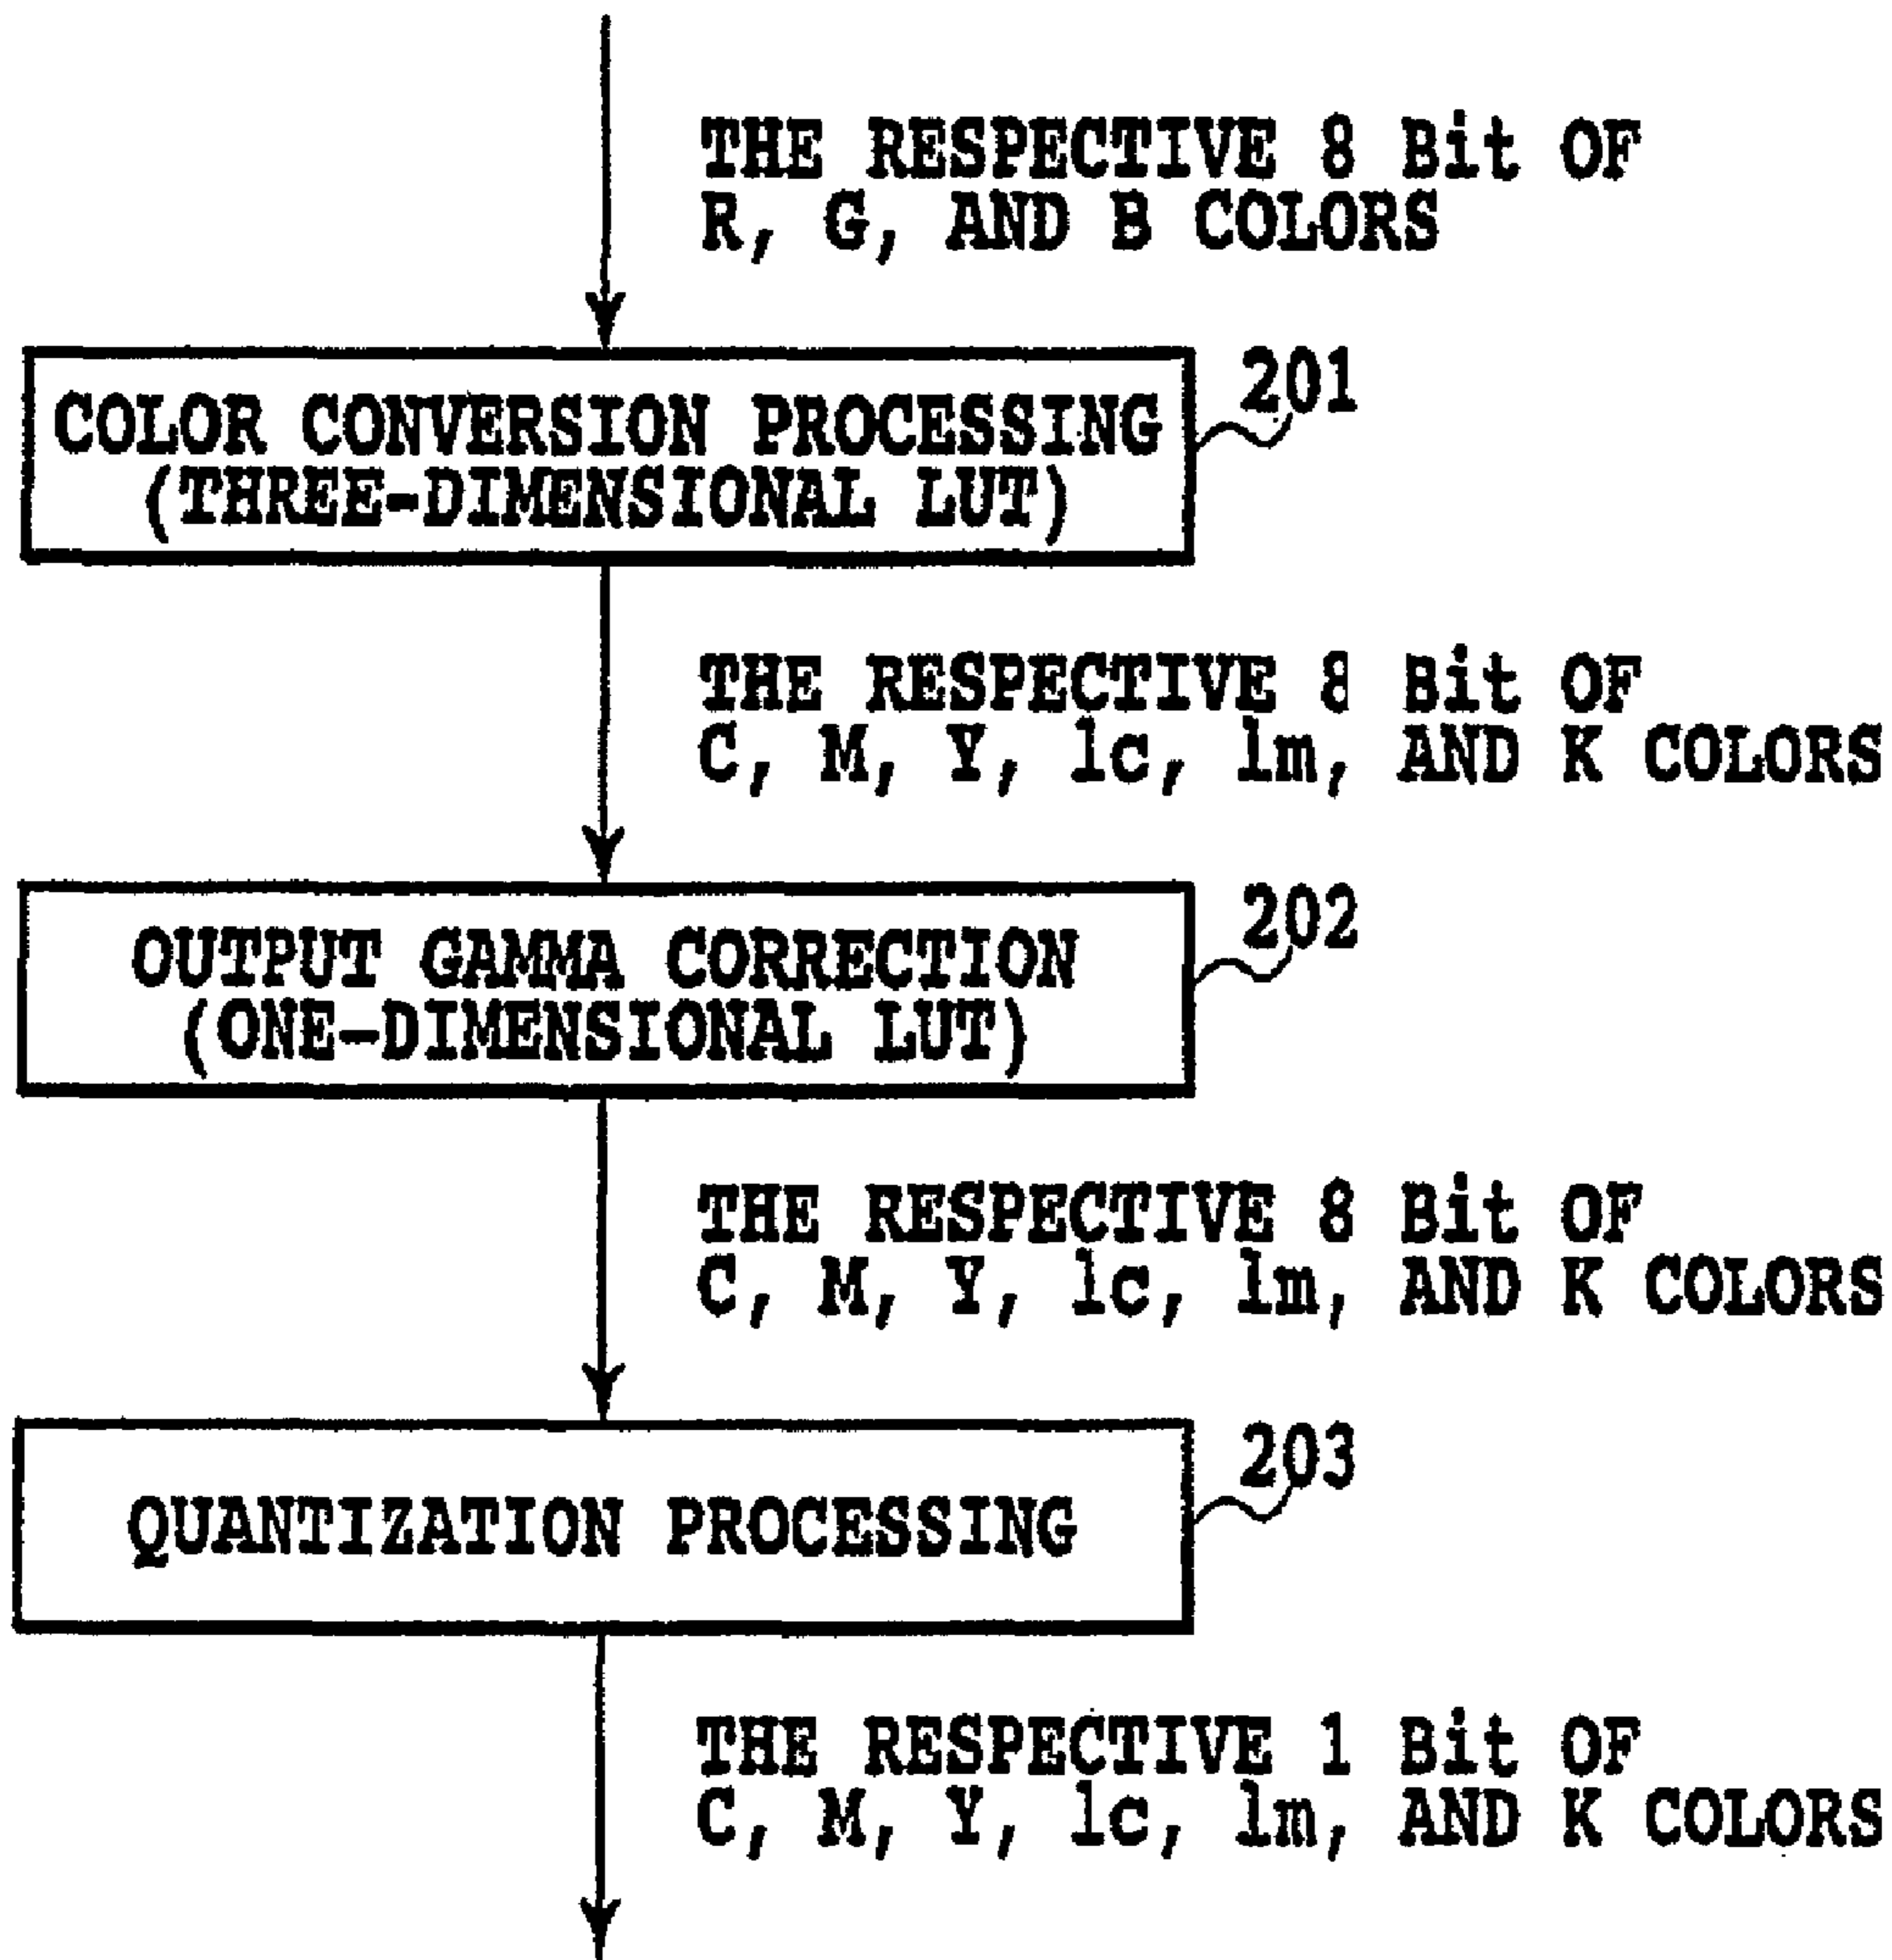 THE RESPECTIVE 8 Bit OF
R, G, AND B COLORS
201
COLOR CONVERSION PROCESSING
(THREE-DIMENSIONAL LUT)
THE RESPECTIVE 8 Bit OF
C, M, Y, lc, lm, AND K COLORS
202
OUTPUT GAMMA CORRECTION
(ONE-DIMENSIONAL LUT)
THE RESPECTIVE 8 Bit OF
C, M, Y, lc, lm, AND K COLORS
203
QUANTIZATION PROCESSING
THE RESPECTIVE 1 Bit OF
C, M, Y, lc, lm, AND K COLORS